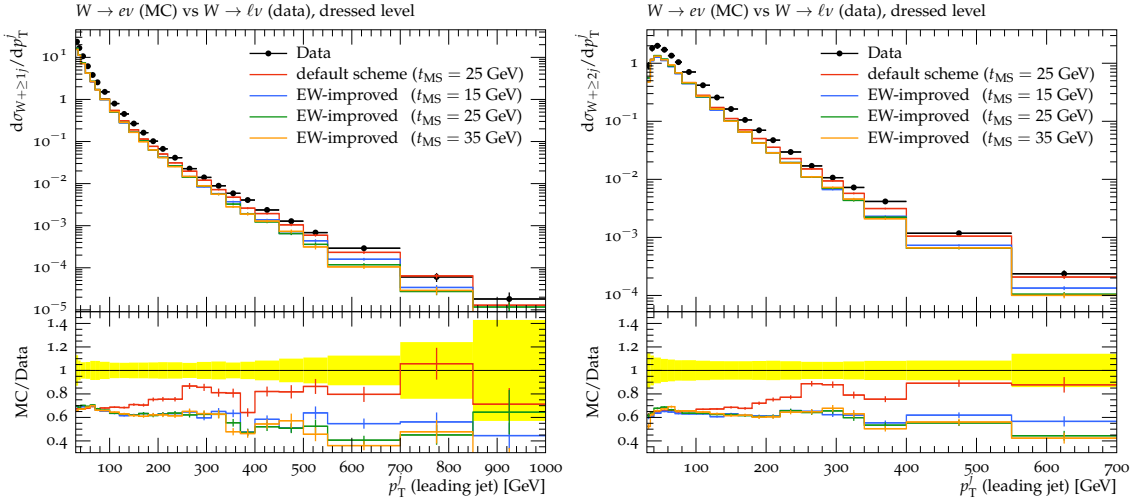 W → eν (MC) vs W → ℓν (data), dressed level
dσ_{W+≥1j}/dp_T^j
10^1
1
10^{-1}
10^{-2}
10^{-3}
10^{-4}
10^{-5}
Data
default scheme (t_MS = 25 GeV)
EW-improved (t_MS = 15 GeV)
EW-improved (t_MS = 25 GeV)
EW-improved (t_MS = 35 GeV)
MC/Data
1.4
1.2
1.0
0.8
0.6
0.4
100 200 300 400 500 600 700 800 900 1000
p_T^j (leading jet) [GeV]
W → eν (MC) vs W → ℓν (data), dressed level
dσ_{W+≥2j}/dp_T^j
1
10^{-1}
10^{-2}
10^{-3}
10^{-4}
Data
default scheme (t_MS = 25 GeV)
EW-improved (t_MS = 15 GeV)
EW-improved (t_MS = 25 GeV)
EW-improved (t_MS = 35 GeV)
MC/Data
1.4
1.2
1.0
0.8
0.6
0.4
100 200 300 400 500 600 700
p_T^j (leading jet) [GeV]